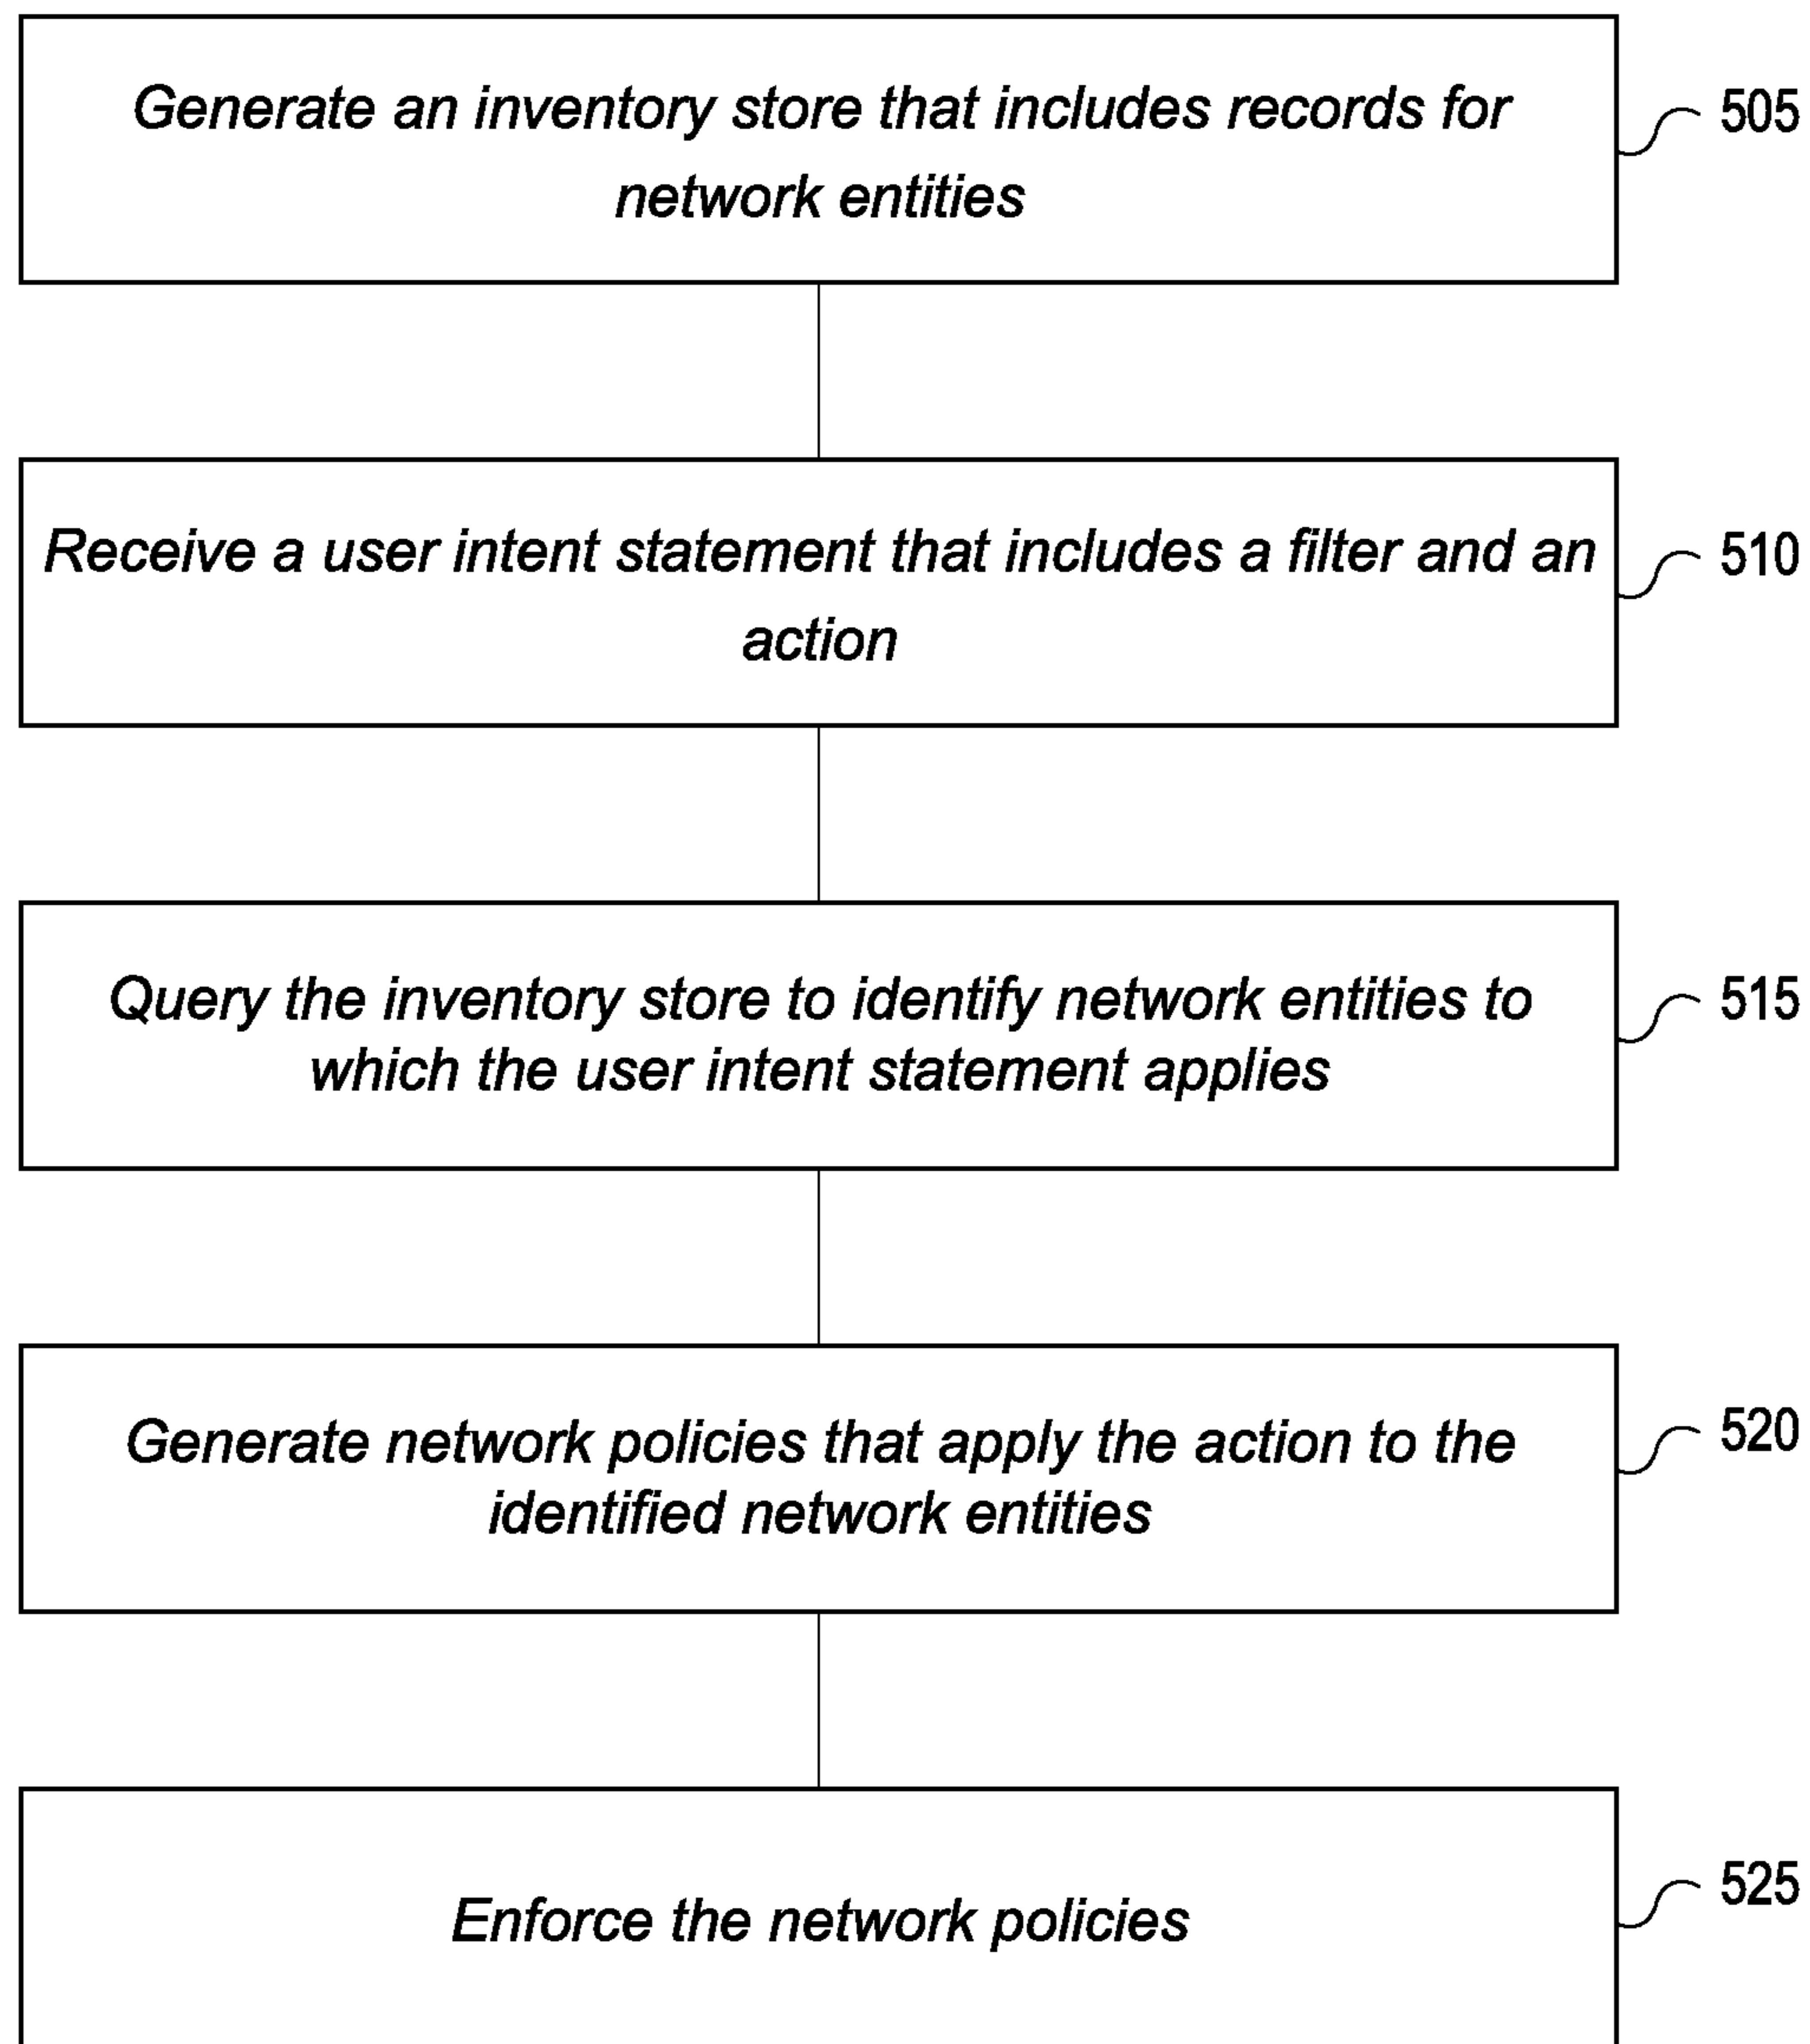 Generate an inventory store that includes records for
network entities
505
Receive a user intent statement that includes a filter and an
action
510
Query the inventory store to identify network entities to
which the user intent statement applies
515
Generate network policies that apply the action to the
identified network entities
520
Enforce the network policies
525